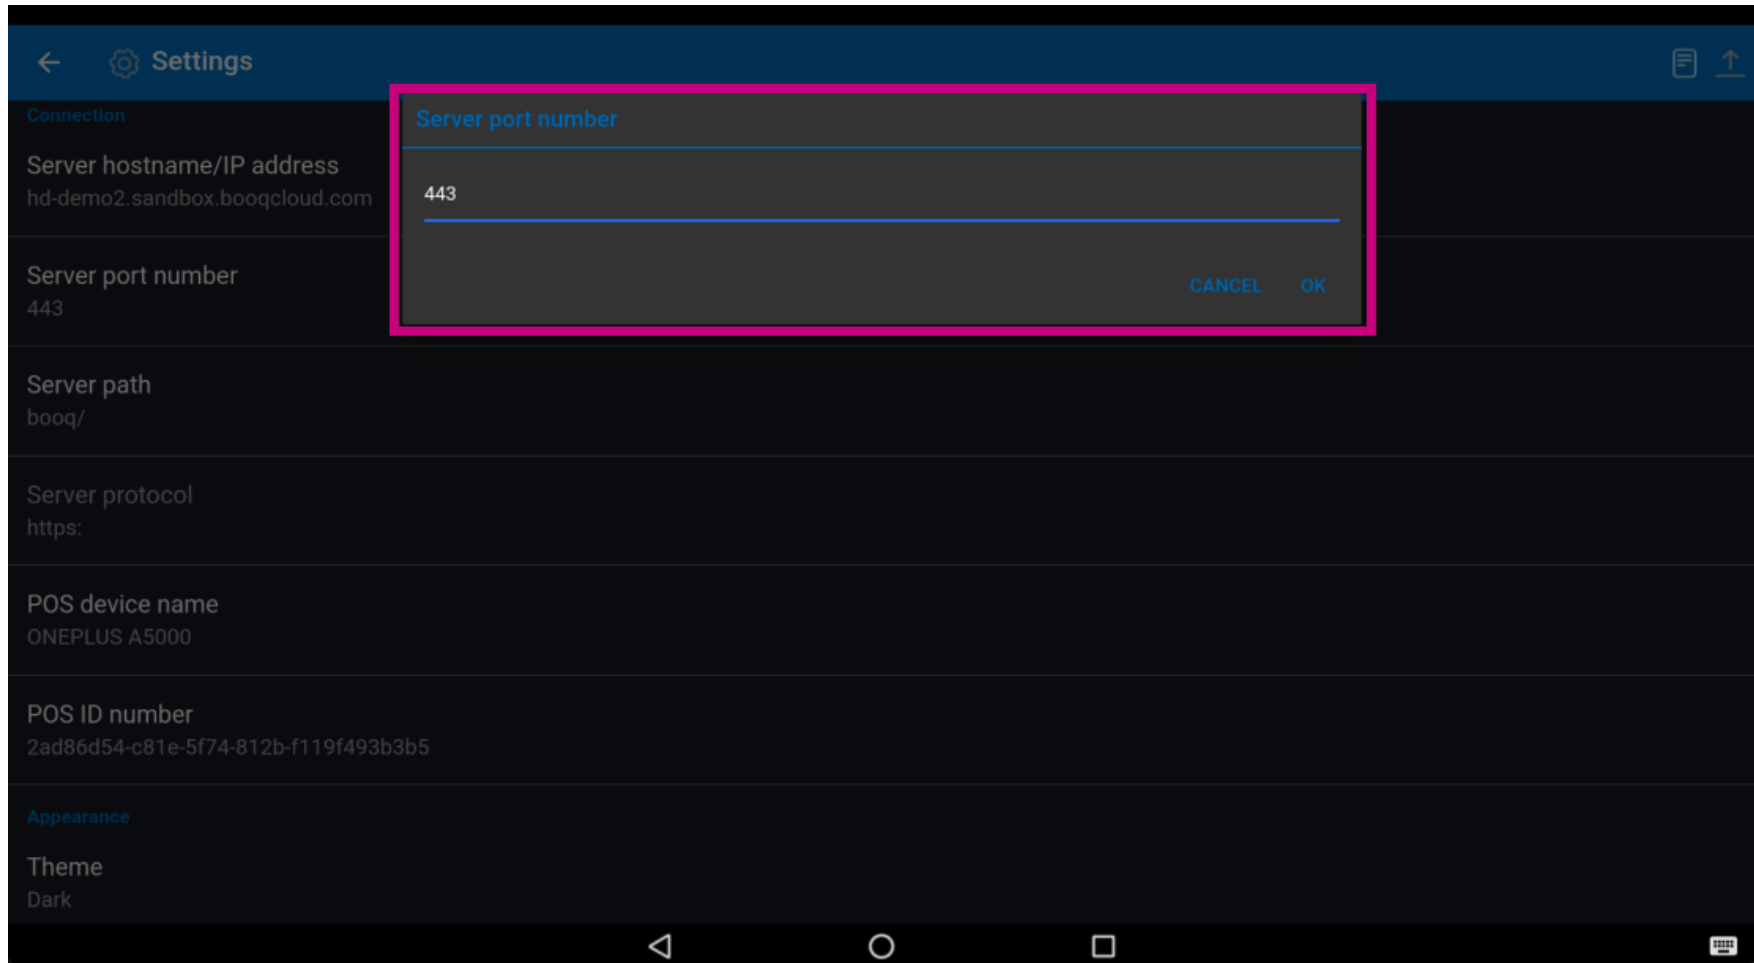 Settings
Connection
Server hostname/IP address
hd-demo2.sandbox.booqcloud.com
Server port number
443
CANCEL OK
Server port number
443
Server path
booq/
Server protocol
https:
POS device name
ONEPLUS A5000
POS ID number
2ad86d54-c81e-5f74-812b-f119f493b3b5
Appearance
Theme
Dark